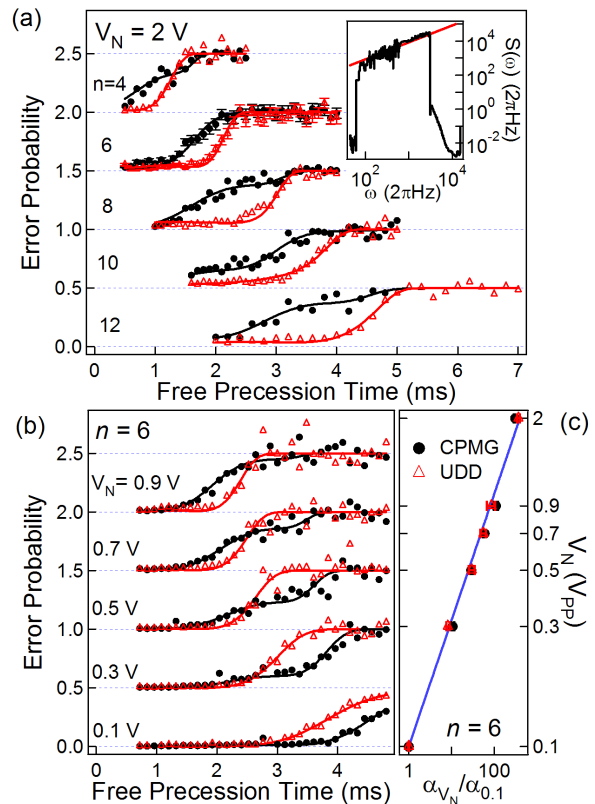 (a)
V_N = 2 V
n=4
6
8
10
12
2.5
2.0
1.5
1.0
0.5
0.0
Error Probability
1 2 3 4 5 6 7
Free Precession Time (ms)
10^4
10^2
10^0
10^-2
S(ω) (2πHz)
10^2 10^4
ω (2πHz)
(b)
n = 6
V_N= 0.9 V
0.7 V
0.5 V
0.3 V
0.1 V
2.5
2.0
1.5
1.0
0.5
0.0
Error Probability
0 1 2 3 4
Free Precession Time (ms)
(c)
CPMG
UDD
2
0.9
0.7
0.5
0.3
0.1
V_N (V_PP)
n = 6
1 100
α_V_N/α_0.1